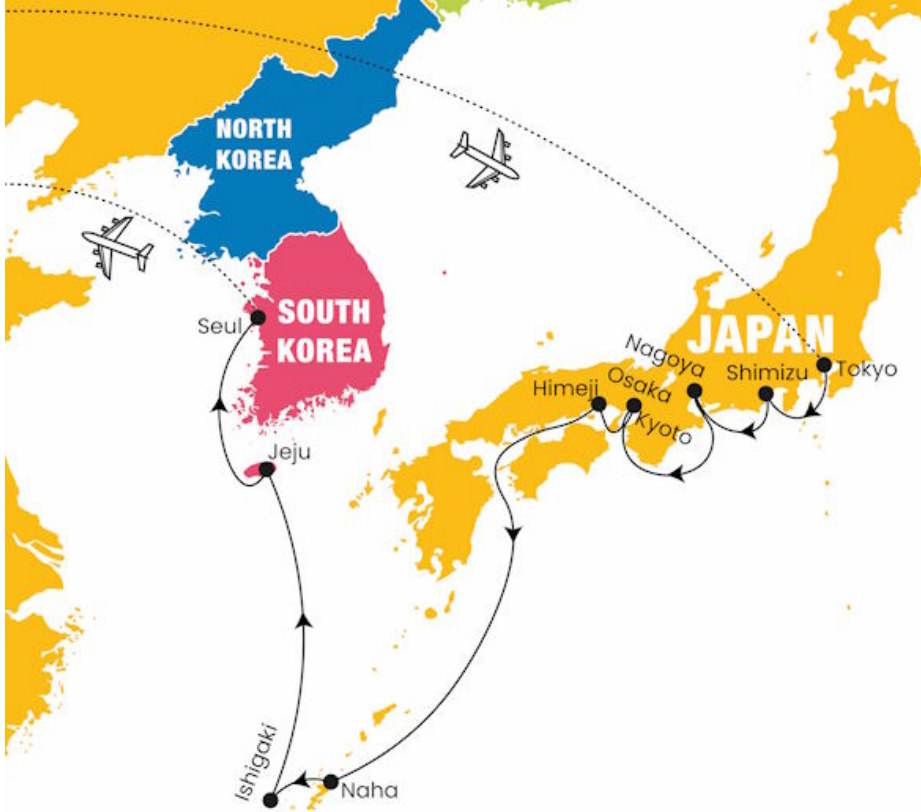 NORTH
KOREA
SOUTH
KOREA
Seul
JAPAN
Nagoya
Shimizu
Tokyo
Himeji
Osaka
Kyoto
Jeju
Ishigaki
Naha